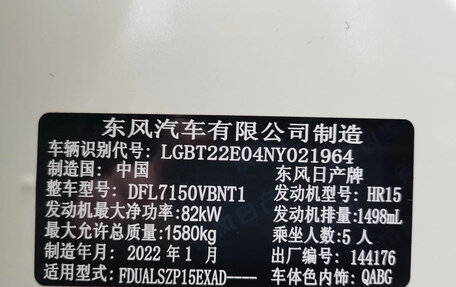 东风汽车有限公司制造
车辆识别代号: LGBT22E04NY021964
制造国: 中国 东风日产牌
整车型号: DFL7150VBNT1 发动机型号: HR15
发动机最大净功率: 82kW 发动机排量: 1498mL
最大允许总质量: 1580kg 乘坐人数: 5 人
制造年月: 2022 年 1 月 出厂编号: 144176
适用型式: FDUALSZP15EXAD---- 车体色内饰: QABG